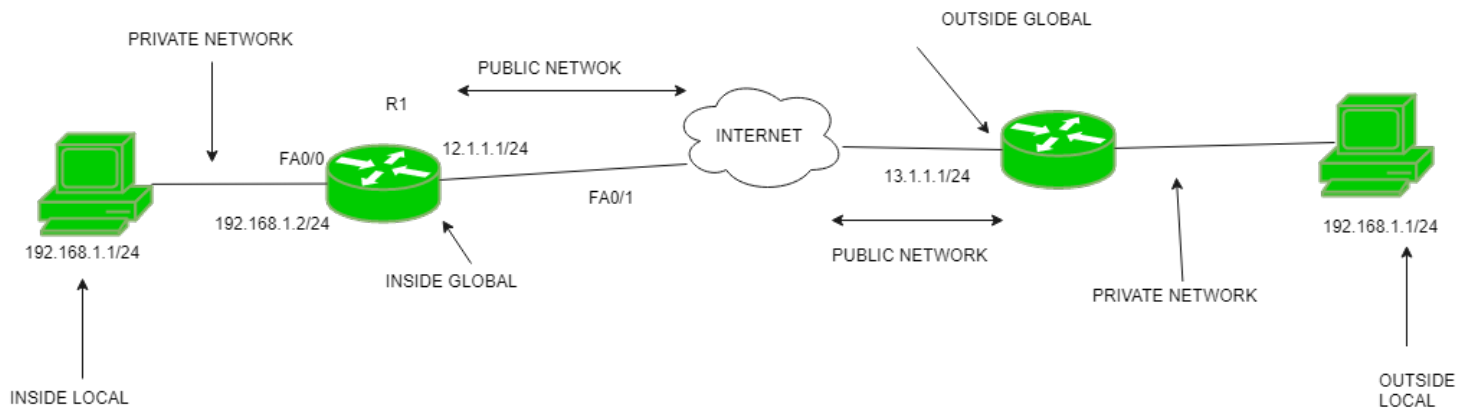 OUTSIDE GLOBAL
PRIVATE NETWORK
PUBLIC NETWOK
R1
INTERNET
12.1.1.1/24
FA0/0
13.1.1.1/24
FA0/1
192.168.1.2/24
192.168.1.1/24
192.168.1.1/24
PUBLIC NETWORK
INSIDE GLOBAL
PRIVATE NETWORK
INSIDE LOCAL
OUTSIDE
LOCAL